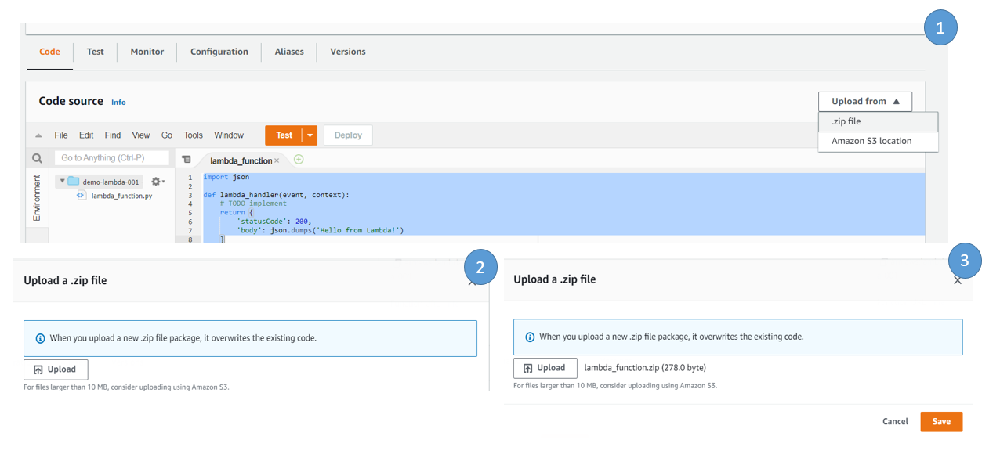 1
Code Test Monitor Configuration Aliases Versions
Code source Info
Upload from
.zip file
Amazon S3 location
File Edit Find View Go Tools Window Test Deploy
Go to Anything (Ctrl-P)
lambda_function
Environment
demo-lambda-001
lambda_function.py
1 import json
2
3 def lambda_handler(event, context):
4 # TODO implement
5 return {
6 'statusCode': 200,
7 'body': json.dumps('Hello from Lambda!')
8 }
2
Upload a .zip file
When you upload a new .zip file package, it overwrites the existing code.
Upload
For files larger than 10 MB, consider uploading using Amazon S3.
3
Upload a .zip file
When you upload a new .zip file package, it overwrites the existing code.
Upload lambda_function.zip (278.0 byte)
For files larger than 10 MB, consider uploading using Amazon S3.
Cancel Save